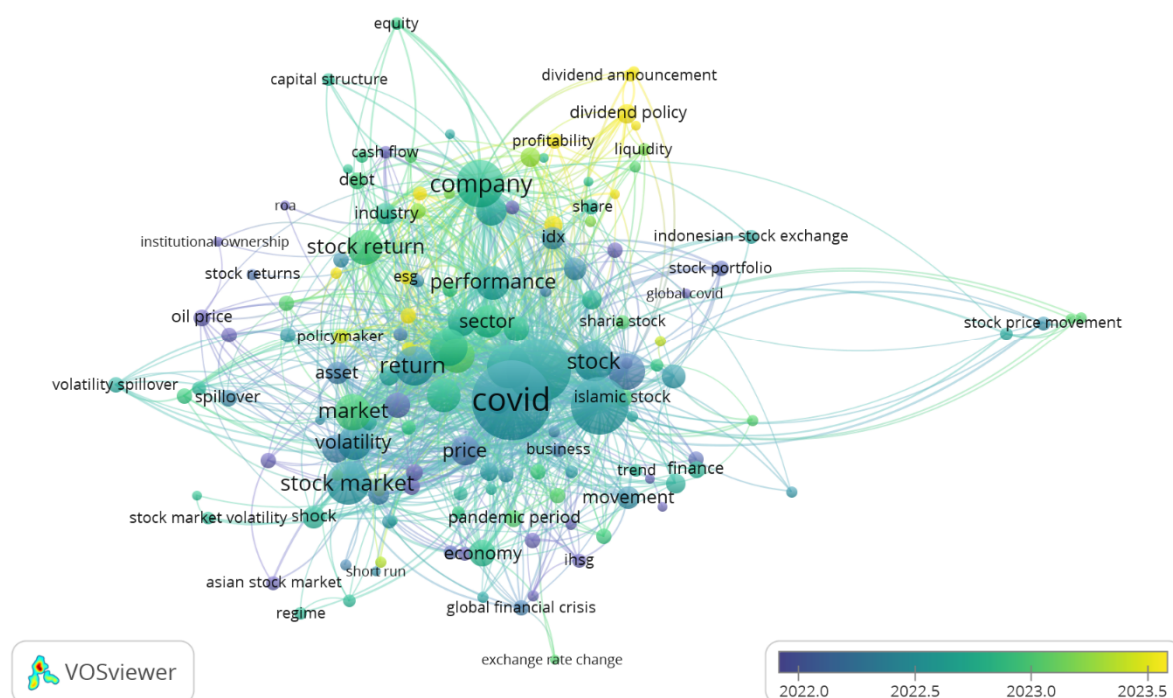 equity
capital structure
dividend announcement
dividend policy
profitability
liquidity
cash flow
debt
company
roa
industry
share
institutional ownership
stock return
idx
indonesian stock exchange
stock returns
esg
performance
stock portfolio
global covid
oil price
policymaker
sector
sharia stock
stock price movement
return
stock
asset
volatility spillover
spillover
covid
islamic stock
market
volatility
price
business
stock market
trend
finance
movement
stock market volatility
shock
pandemic period
economy
ihsg
asian stock market
short run
regime
global financial crisis
exchange rate change
VOSviewer
2022.0 2022.5 2023.0 2023.5